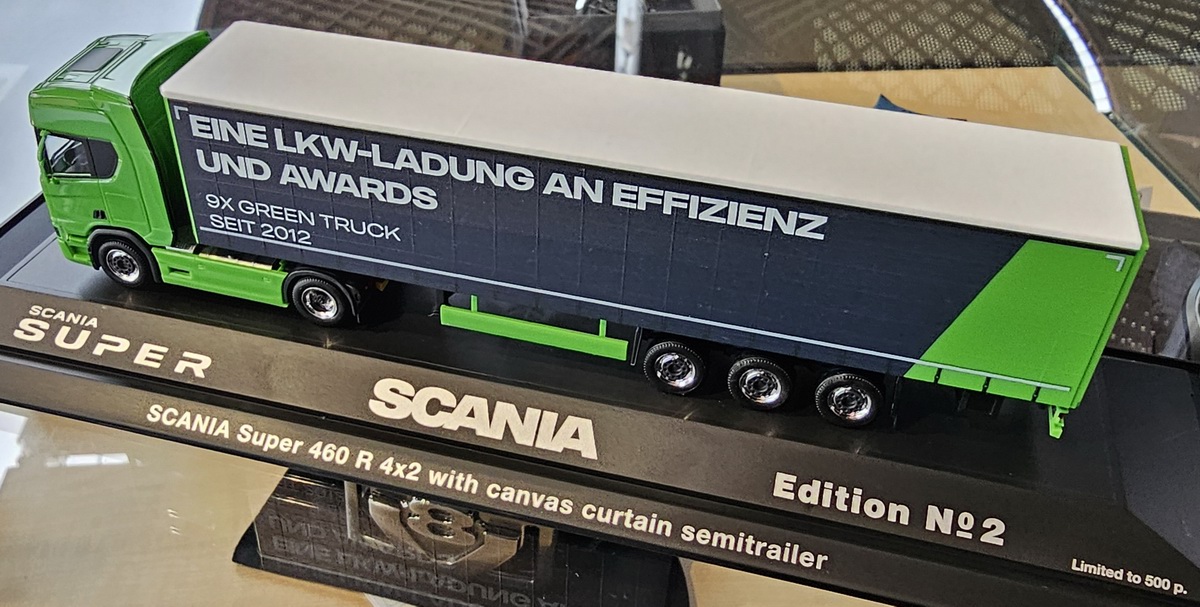 EINE LKW-LADUNG AN EFFIZIENZ
UND AWARDS
9X GREEN TRUCK
SEIT 2012
SCANIA
SUPER
SCANIA
Edition Nº2
SCANIA Super 460 R 4x2 with canvas curtain semitrailer
Limited to 500 p.